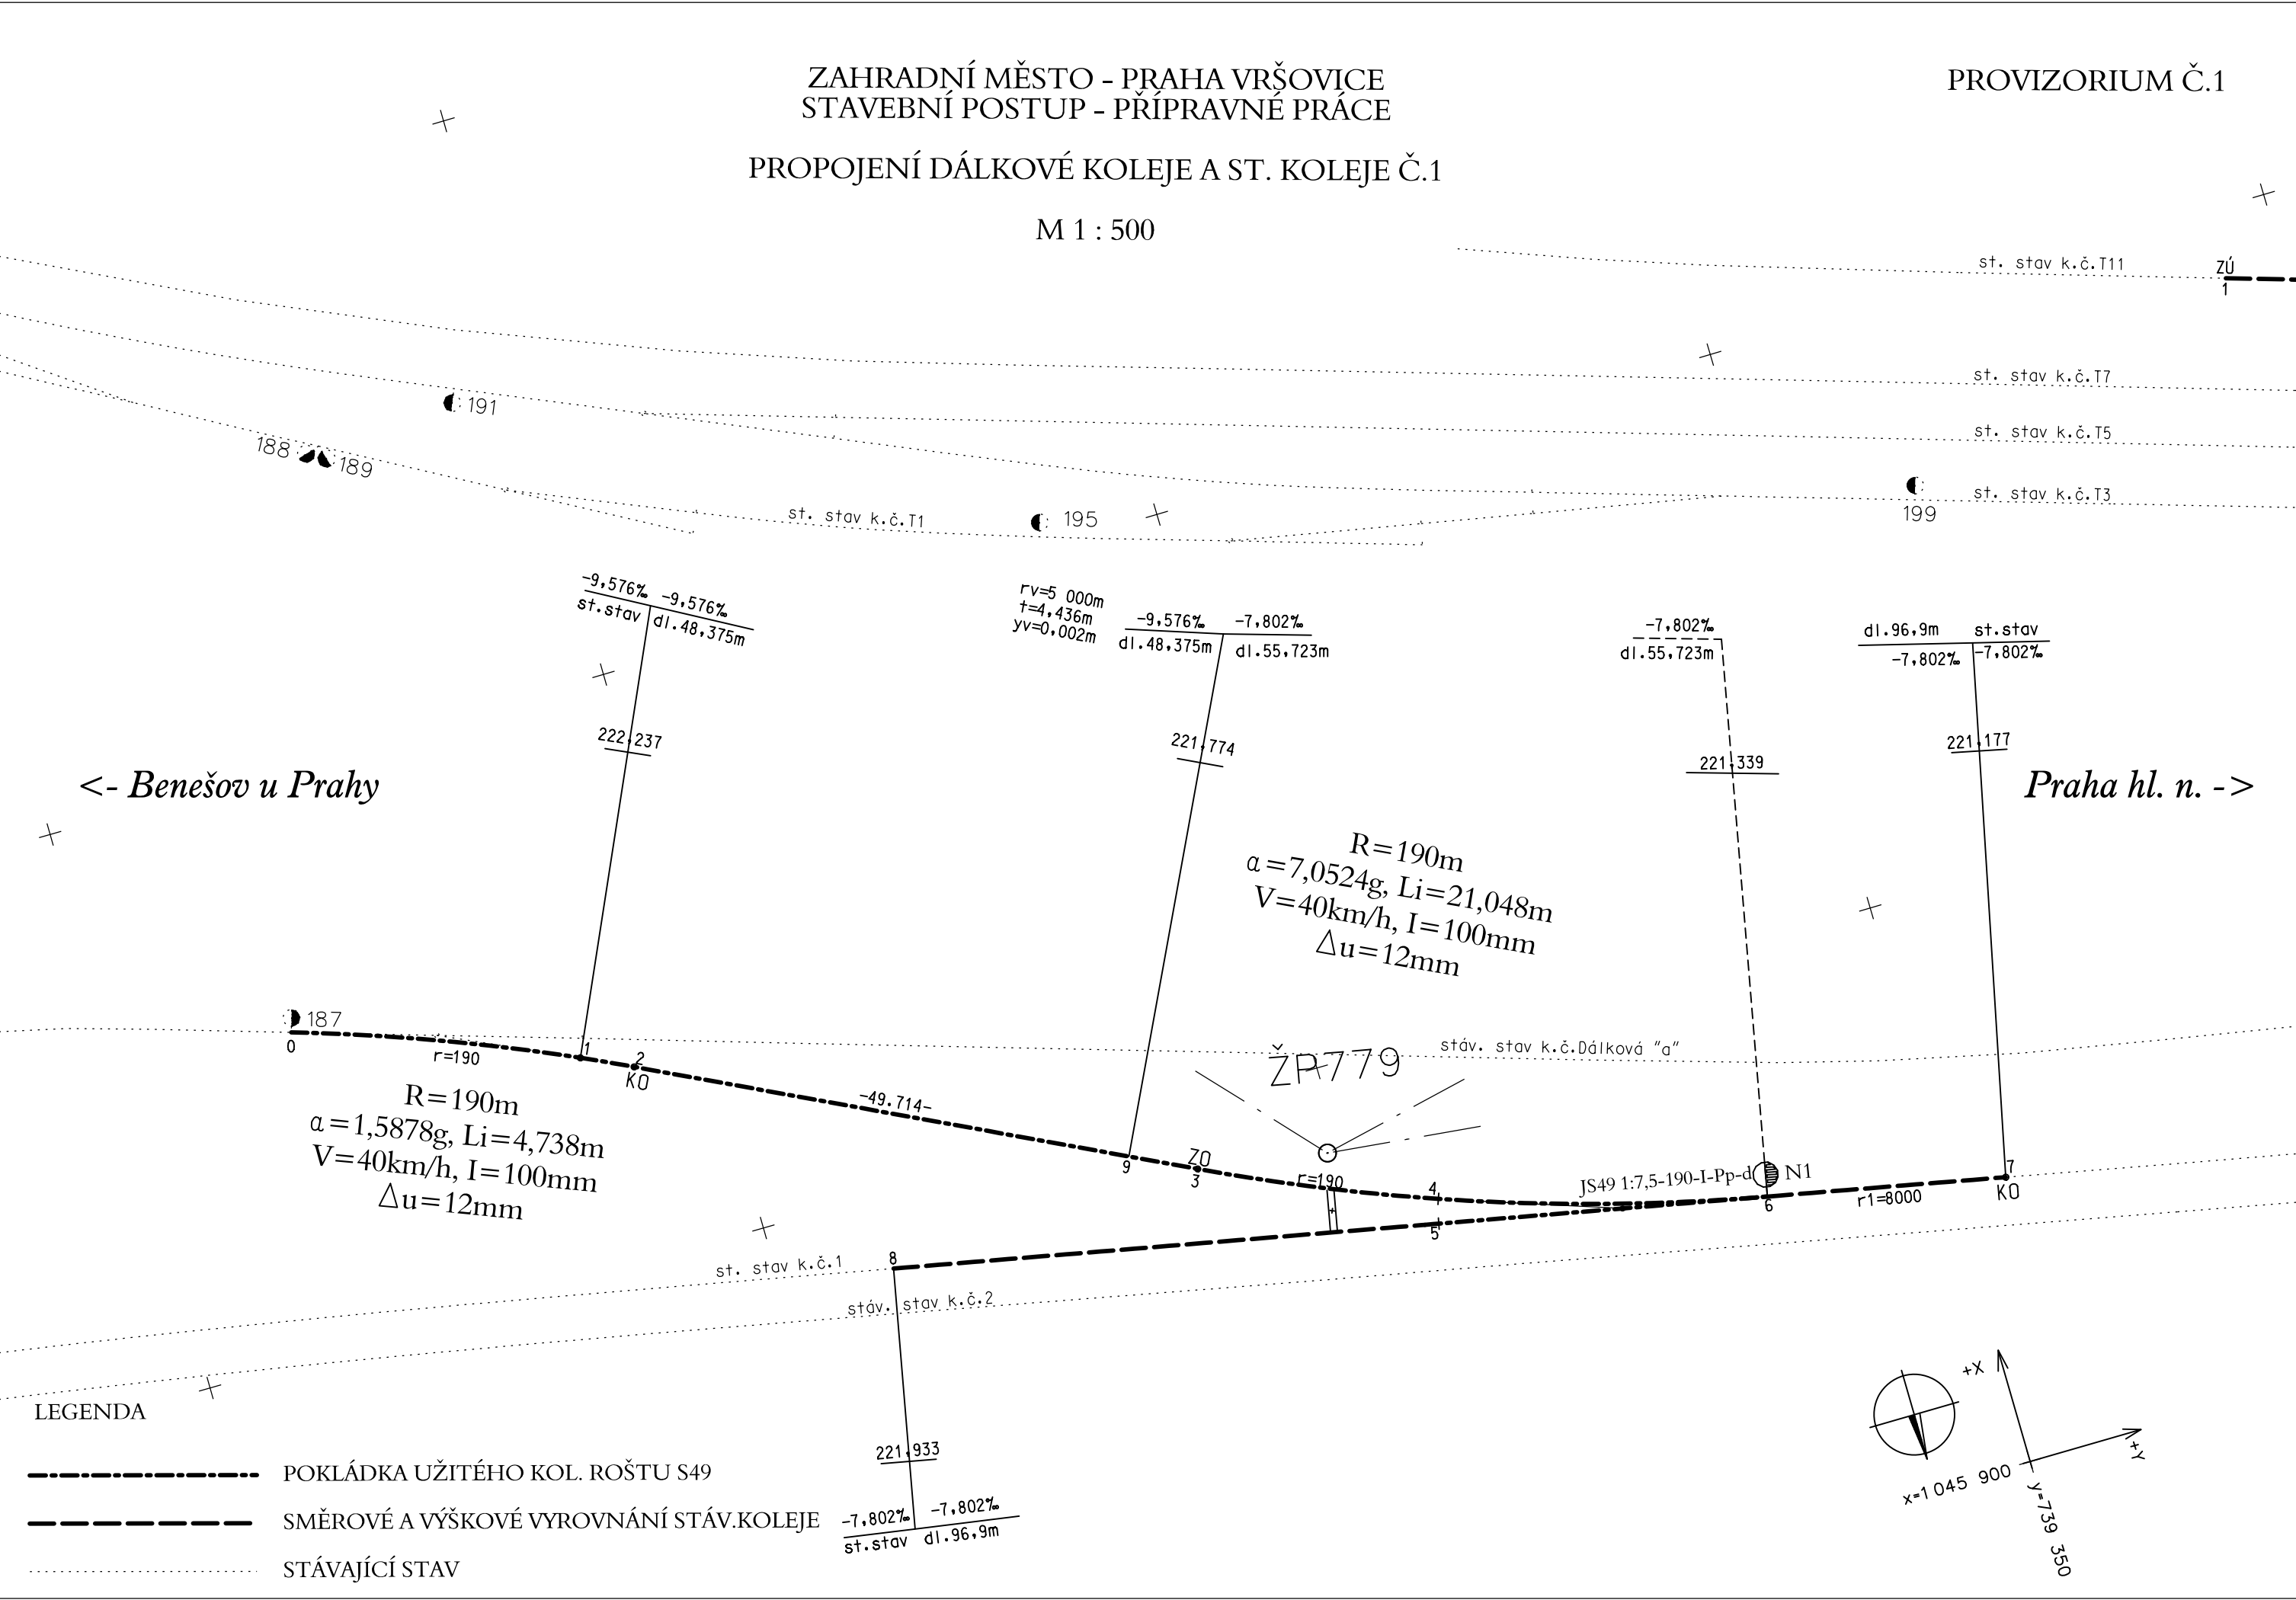 ZAHRADNÍ MĚSTO - PRAHA VRŠOVICE
STAVEBNÍ POSTUP - PŘÍPRAVNÉ PRÁCE
PROPOJENÍ DÁLKOVÉ KOLEJE A ST. KOLEJE Č.1
M 1 : 500
PROVIZORIUM Č.1
st. stav k.č.T11
ZÚ
1
st. stav k.č.T7
st. stav k.č.T5
st. stav k.č.T3
199
191
188
189
st. stav k.č.T1
195
-9,576‰ -9,576‰
st.stav dl.48,375m
222,237
rv=5 000m
t=4,436m
yv=0,002m
-9,576‰ -7,802‰
dl.48,375m dl.55,723m
221,774
-7,802‰
dl.55,723m
221,339
dl.96,9m st.stav
-7,802‰ -7,802‰
221,177
<- Benešov u Prahy
Praha hl. n. ->
R=190m
α=7,0524g, Li=21,048m
V=40km/h, I=100mm
△u=12mm
187
0
r=190
1
2
KO
stáv. stav k.č.Dálková "a"
ŽP779
R=190m
α=1,5878g, Li=4,738m
V=40km/h, I=100mm
△u=12mm
-49.714-
9
ZO
3
r=190
4
5
JS49 1:7,5-190-I-Pp-d
N1
6
r1=8000
7
KO
8
st. stav k.č.1
stáv. stav k.č.2
221,933
-7,802‰ -7,802‰
st.stav dl.96,9m
LEGENDA
POKLÁDKA UŽITÉHO KOL. ROŠTU S49
SMĚROVÉ A VÝŠKOVÉ VYROVNÁNÍ STÁV.KOLEJE
STÁVAJÍCÍ STAV
+X
+Y
x=1 045 900
y=739 350